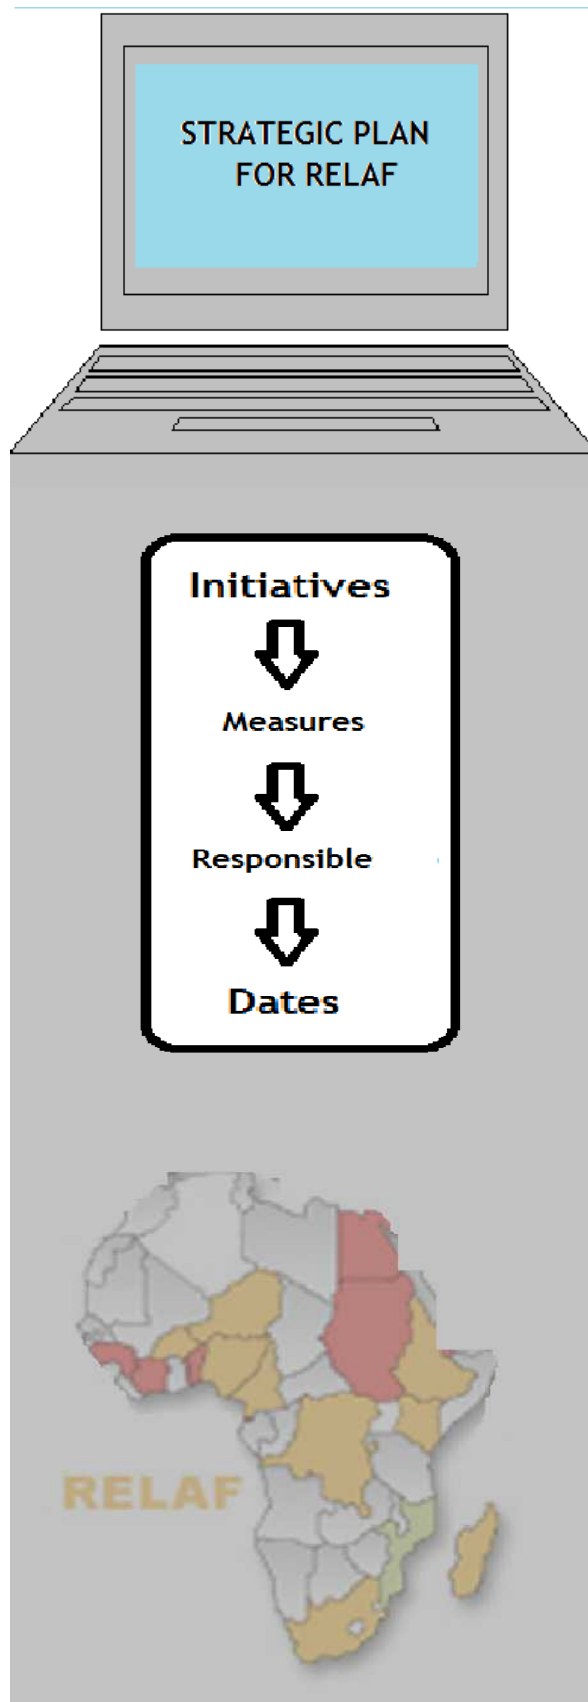 STRATEGIC PLAN
FOR RELAF
Initiatives
Measures
Responsible
Dates
RELAF